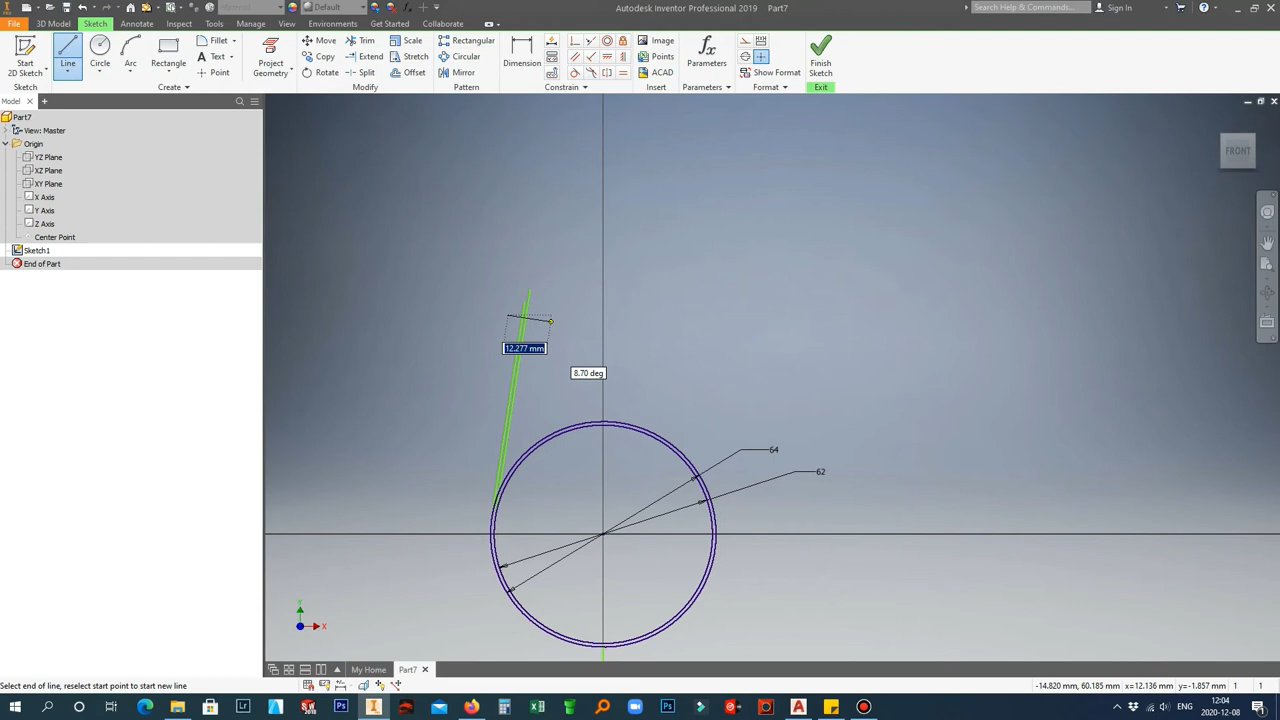 Material
Default
Autodesk Inventor Professional 2019 Part7
Search Help & Commands...
Sign In
File 3D Model Sketch Annotate Inspect Tools Manage View Environments Get Started Collaborate
Start
2D Sketch
Line
Circle
Arc
Rectangle
Fillet
Text
Point
Project
Geometry
Move Trim Scale
Copy Extend Stretch
Rotate Split Offset
Rectangular
Circular
Mirror
Dimension
Image
Points
ACAD
fx
Parameters
Show Format
Finish
Sketch
Sketch Create Modify Pattern Constrain Insert Parameters Format Exit
Model
Part7
View: Master
Origin
YZ Plane
XZ Plane
XY Plane
X Axis
Y Axis
Z Axis
Center Point
Sketch1
End of Part
FRONT
12.277 mm
8.70 deg
64
62
Y
X
My Home Part7
Select end of line, reselect start point to start new line
-14.820 mm, 60.185 mm x=12.136 mm y=-1.857 mm 1 1
ENG
12:04
2020-12-08